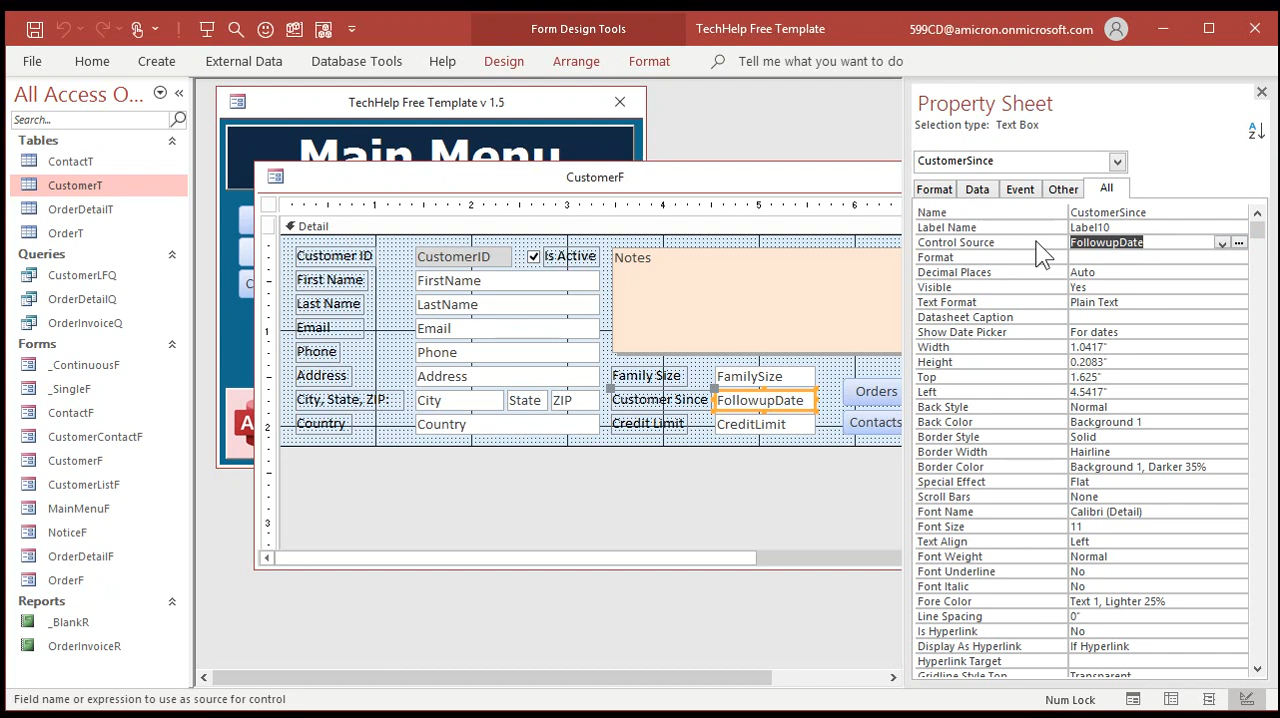 Form Design Tools
TechHelp Free Template
599CD@amicron.onmicrosoft.com
File
Home
Create
External Data
Database Tools
Help
Design
Arrange
Format
Tell me what you want to do
All Access O...
Search...
Tables
ContactT
CustomerT
OrderDetailT
OrderT
Queries
CustomerLFQ
OrderDetailQ
OrderInvoiceQ
Forms
_ContinuousF
_SingleF
ContactF
CustomerContactF
CustomerF
CustomerListF
MainMenuF
NoticeF
OrderDetailF
OrderF
Reports
_BlankR
OrderInvoiceR
TechHelp Free Template v 1.5
Main Menu
C
A
CustomerF
1 2 3 4 5 6
Detail
1
2
3
Customer ID CustomerID Is Active
First Name FirstName
Last Name LastName
Email Email
Phone Phone
Address Address
City, State, ZIP: City State ZIP
Country Country
Notes
Family Size FamilySize
Customer Since FollowupDate
Credit Limit CreditLimit
Orders
Contacts
Property Sheet
Selection type: Text Box
A
Z
CustomerSince
Format Data Event Other All
Name CustomerSince
Label Name Label10
Control Source FollowupDate
Format
Decimal Places Auto
Visible Yes
Text Format Plain Text
Datasheet Caption
Show Date Picker For dates
Width 1.0417"
Height 0.2083"
Top 1.625"
Left 4.5417"
Back Style Normal
Back Color Background 1
Border Style Solid
Border Width Hairline
Border Color Background 1, Darker 35%
Special Effect Flat
Scroll Bars None
Font Name Calibri (Detail)
Font Size 11
Text Align Left
Font Weight Normal
Font Underline No
Font Italic No
Fore Color Text 1, Lighter 25%
Line Spacing 0"
Is Hyperlink No
Display As Hyperlink If Hyperlink
Hyperlink Target
Gridline Style Top Transparent
Field name or expression to use as source for control
Num Lock